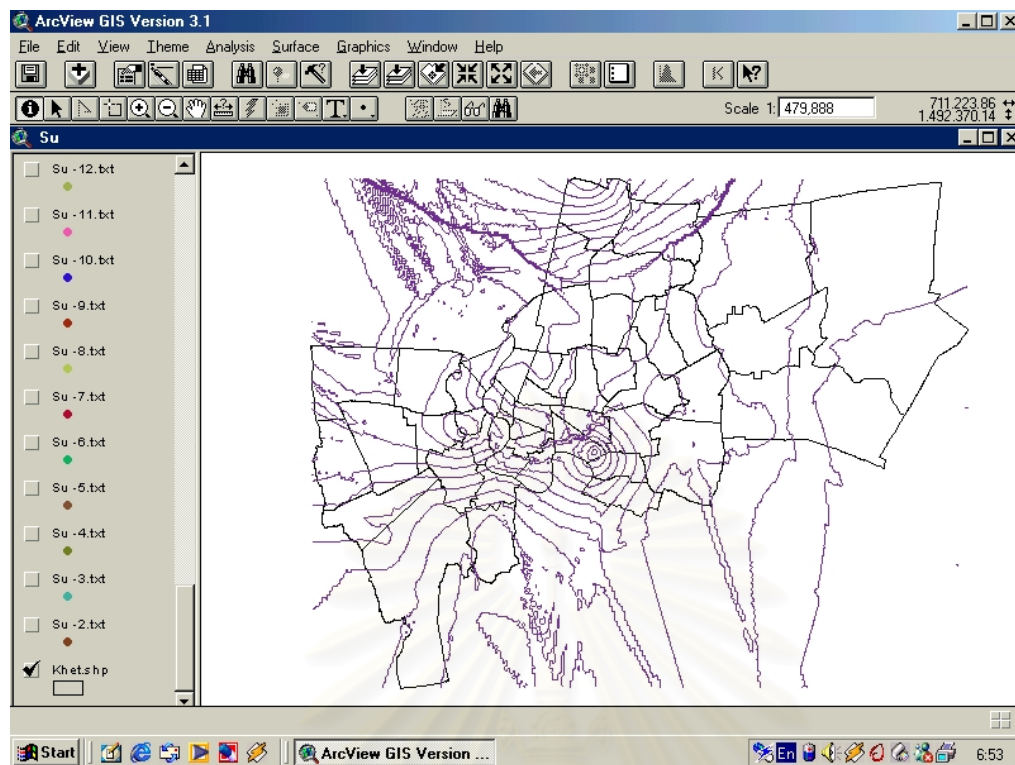 ArcView GIS Version 3.1
File Edit View Theme Analysis Surface Graphics Window Help
Scale 1: 479,888
711.223.86
1.492.370.14
Su
Su -12.txt
Su -11.txt
Su -10.txt
Su -9.txt
Su -8.txt
Su -7.txt
Su -6.txt
Su -5.txt
Su -4.txt
Su -3.txt
Su -2.txt
Khet.shp
Start ArcView GIS Version ... En 6:53